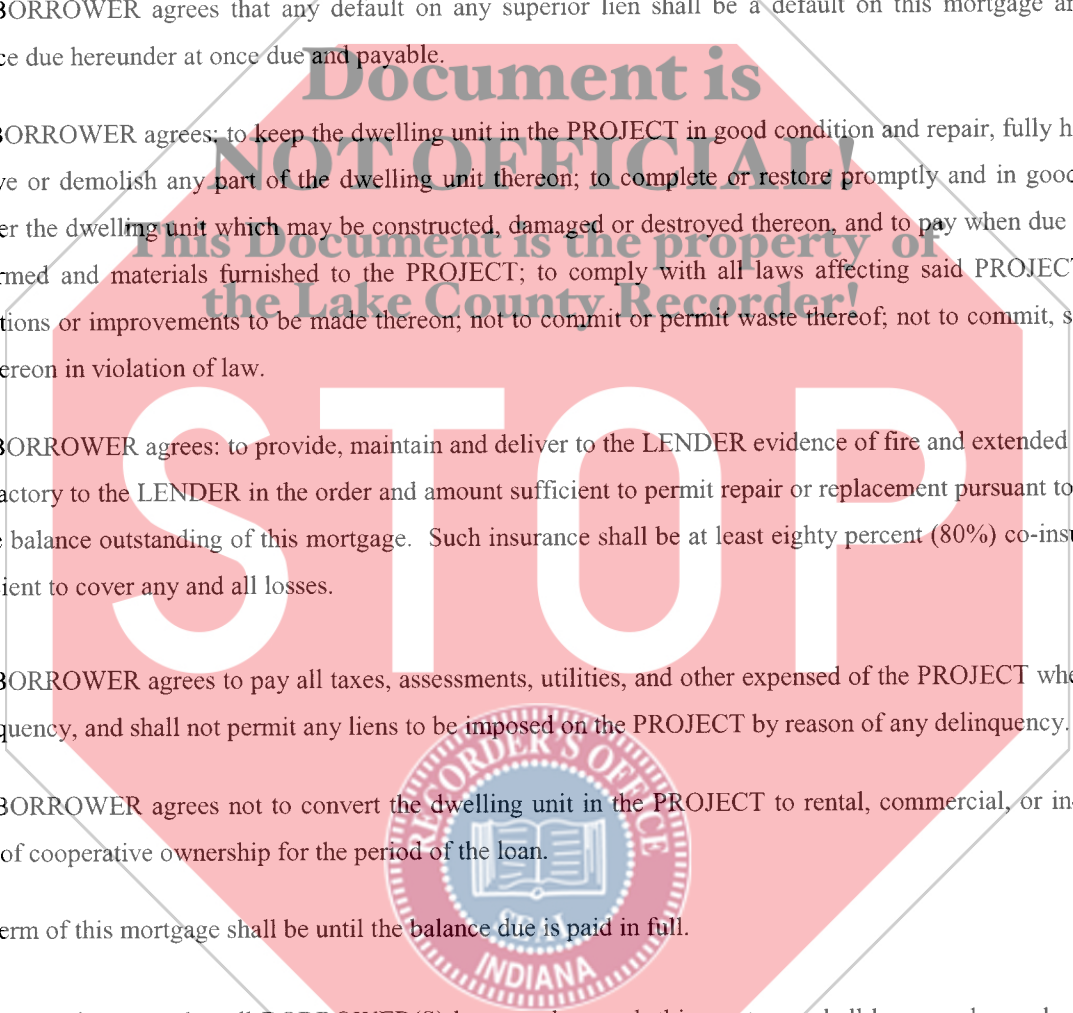 BORROWER agrees that any default on any superior lien shall be a default on this mortgage
ce due hereunder at once due and payable.
BORROWER agrees: to keep the dwelling unit in the PROJECT in good condition and repair, fully h
ve or demolish any part of the dwelling unit thereon; to complete or restore promptly and in good
er the dwelling unit which may be constructed, damaged or destroyed thereon, and to pay when due
rmed and materials furnished to the PROJECT; to comply with all laws affecting said PROJECT
tions or improvements to be made thereon; not to commit or permit waste thereof; not to commit, s
ereon in violation of law.
BORROWER agrees: to provide, maintain and deliver to the LENDER evidence of fire and extended
actory to the LENDER in the order and amount sufficient to permit repair or replacement pursuant to
balance outstanding of this mortgage. Such insurance shall be at least eighty percent (80%) co-insu
ient to cover any and all losses.
BORROWER agrees to pay all taxes, assessments, utilities, and other expensed of the PROJECT whe
quency, and shall not permit any liens to be imposed on the PROJECT by reason of any delinquency.
BORROWER agrees not to convert the dwelling unit in the PROJECT to rental, commercial, or in-
of cooperative ownership for the period of the loan.
erm of this mortgage shall be until the balance due is paid in full.
Document is
NOT OFFICIAL!
This Document is the property of
the Lake County Recorder!
STOP
RECORDER'S OFFICE
SEAL
INDIANA